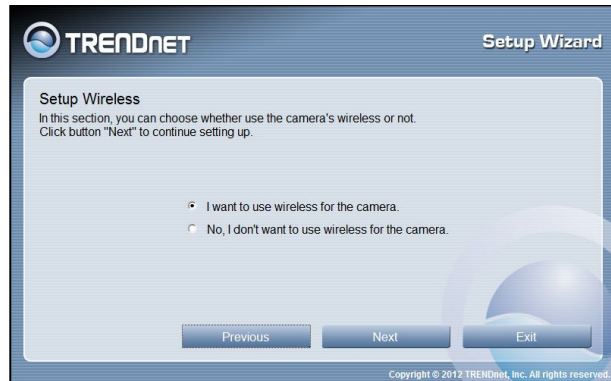 TRENDNET
Setup Wizard
Setup Wireless
In this section, you can choose whether use the camera's wireless or not.
Click button "Next" to continue setting up.
I want to use wireless for the camera.
No, I don't want to use wireless for the camera.
Previous
Next
Exit
Copyright © 2012 TRENDnet, Inc. All rights reserved.